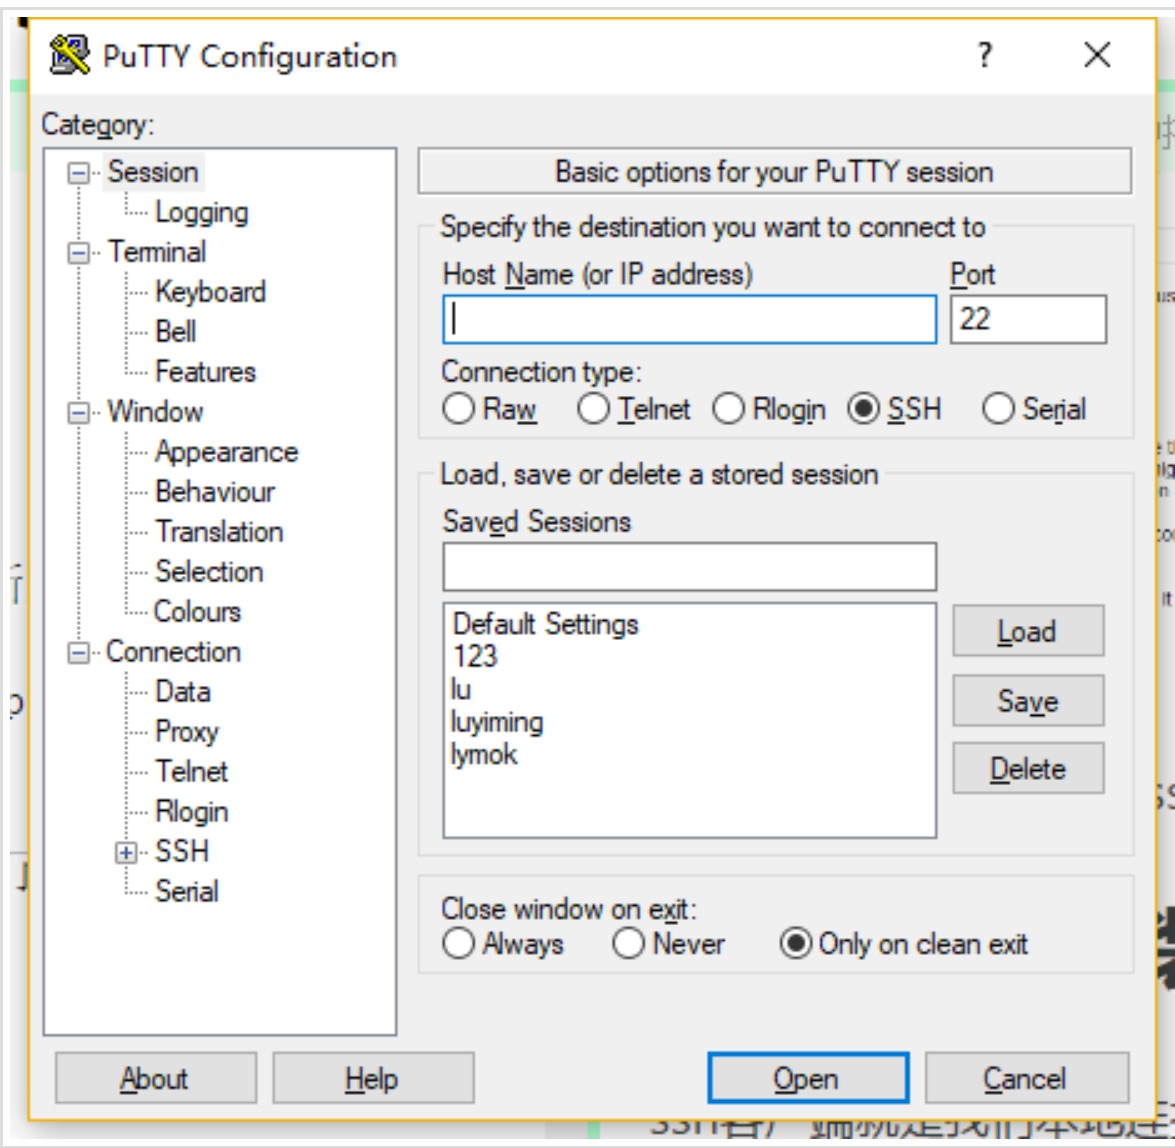 PuTTY Configuration
?
Category:
Session
Logging
Terminal
Keyboard
Bell
Features
Window
Appearance
Behaviour
Translation
Selection
Colours
Connection
Data
Proxy
Telnet
Rlogin
SSH
Serial
Basic options for your PuTTY session
Specify the destination you want to connect to
Host Name (or IP address) Port
22
Connection type:
Raw Telnet Rlogin SSH Serial
Load, save or delete a stored session
Saved Sessions
Default Settings
123
lu
luyiming
lymok
Load
Save
Delete
Close window on exit:
Always Never Only on clean exit
About Help Open Cancel